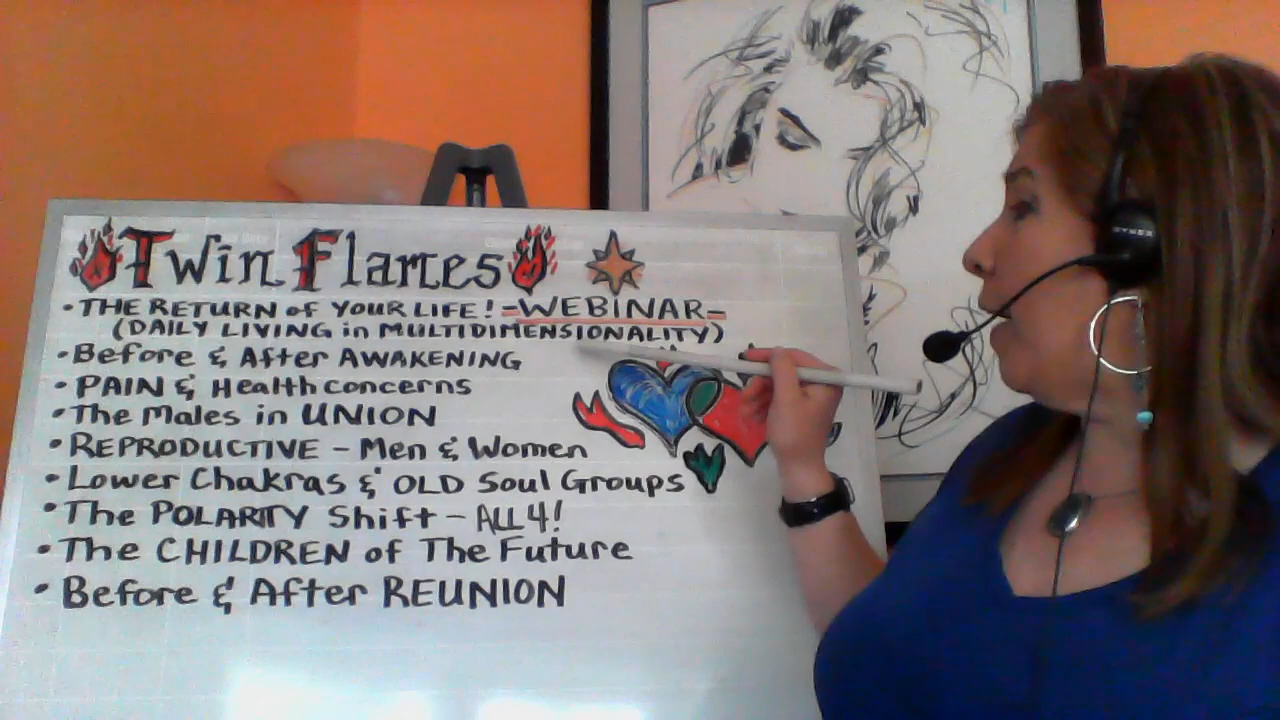 Twin Flames
• THE RETURN of YOUR LIFE! -WEBINAR-
(DAILY LIVING in MULTIDIMENSIONALITY)
• Before & After AWAKENING
• PAIN & Health concerns
• The Males in UNION
• REPRODUCTIVE - Men & Women
• Lower Chakras & OLD Soul Groups
• The POLARITY Shift - ALL 4!
• The CHILDREN of The Future
• Before & After REUNION